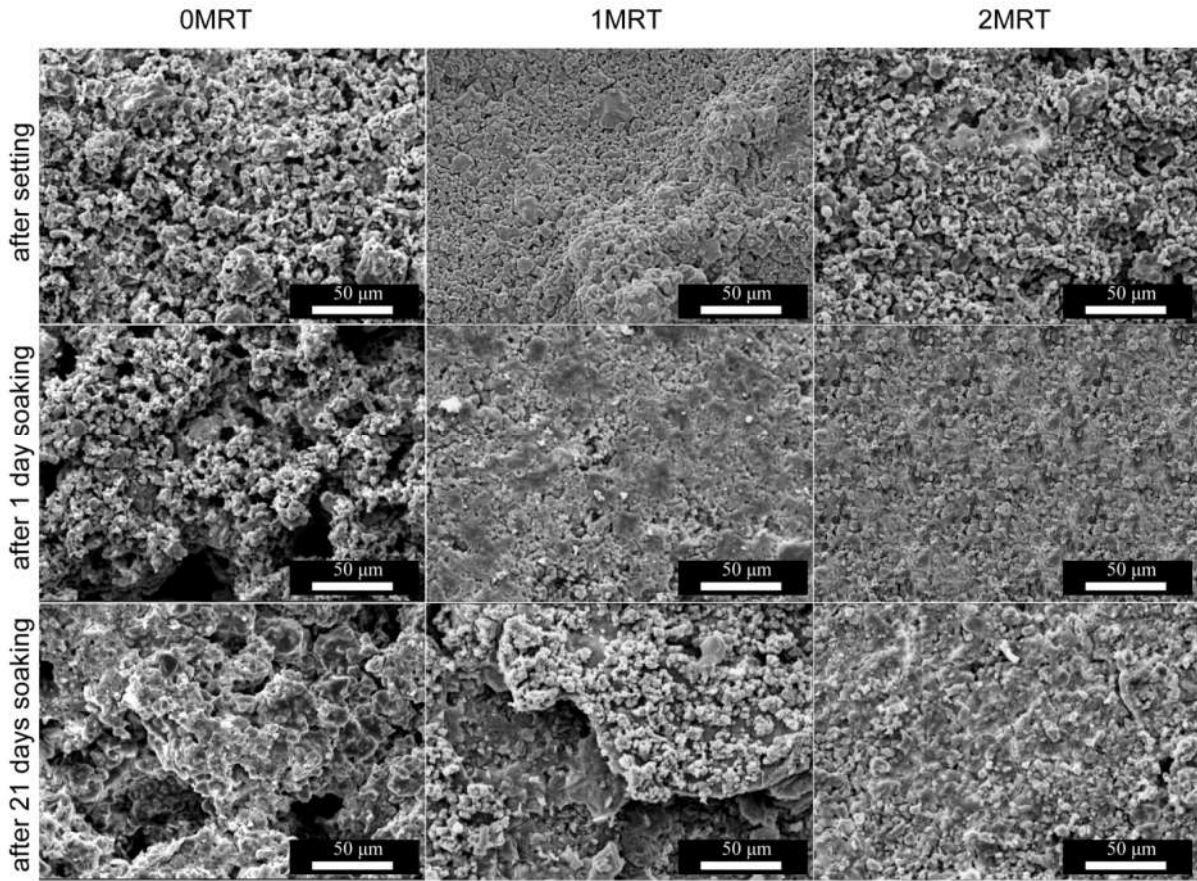 0MRT 1MRT 2MRT
after setting
50 μm 50 μm 50 μm
after 1 day soaking
50 μm 50 μm 50 μm
after 21 days soaking
50 μm 50 μm 50 μm